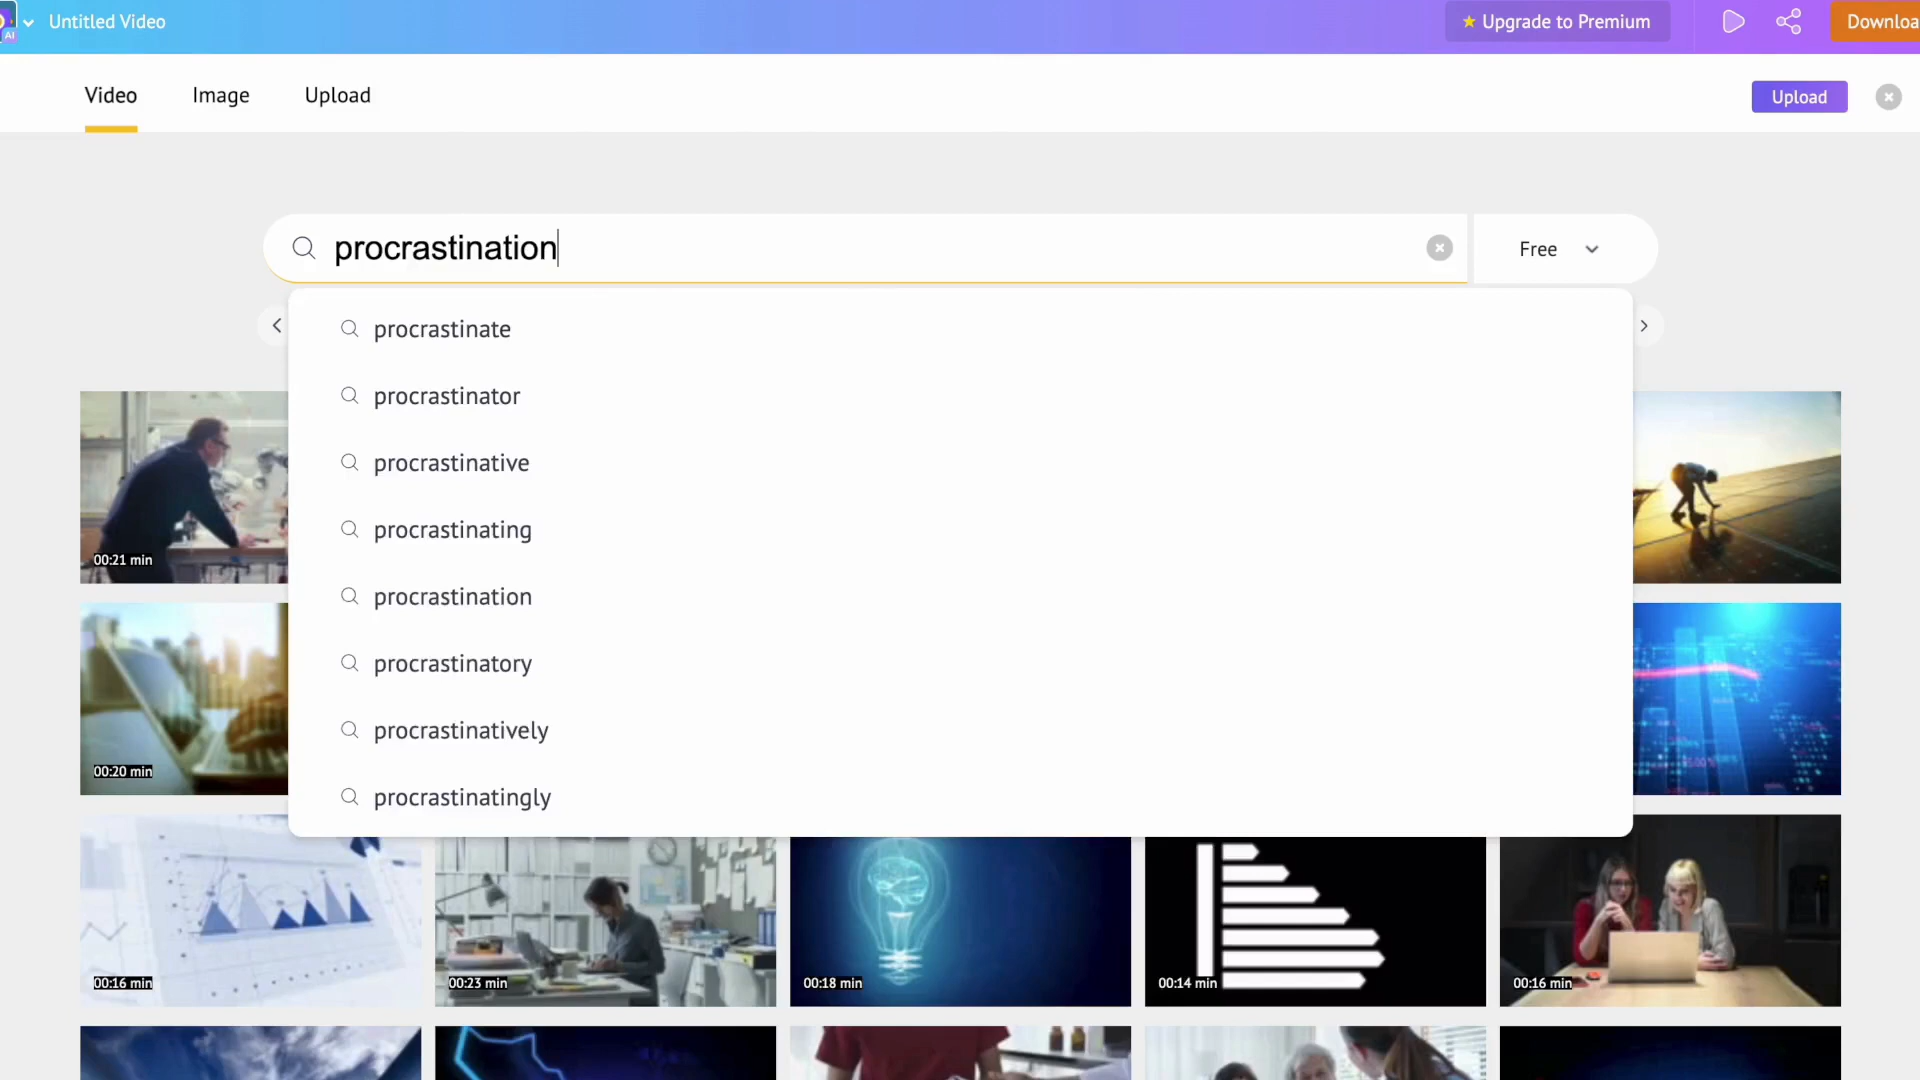 AI
Untitled Video
Upgrade to Premium
Downloa
Video
Image
Upload
Upload
procrastination
Free
procrastinate
procrastinator
procrastinative
procrastinating
procrastination
procrastinatory
procrastinatively
procrastinatingly
00:21 min
00:20 min
00:16 min
00:23 min
00:18 min
00:14 min
00:16 min